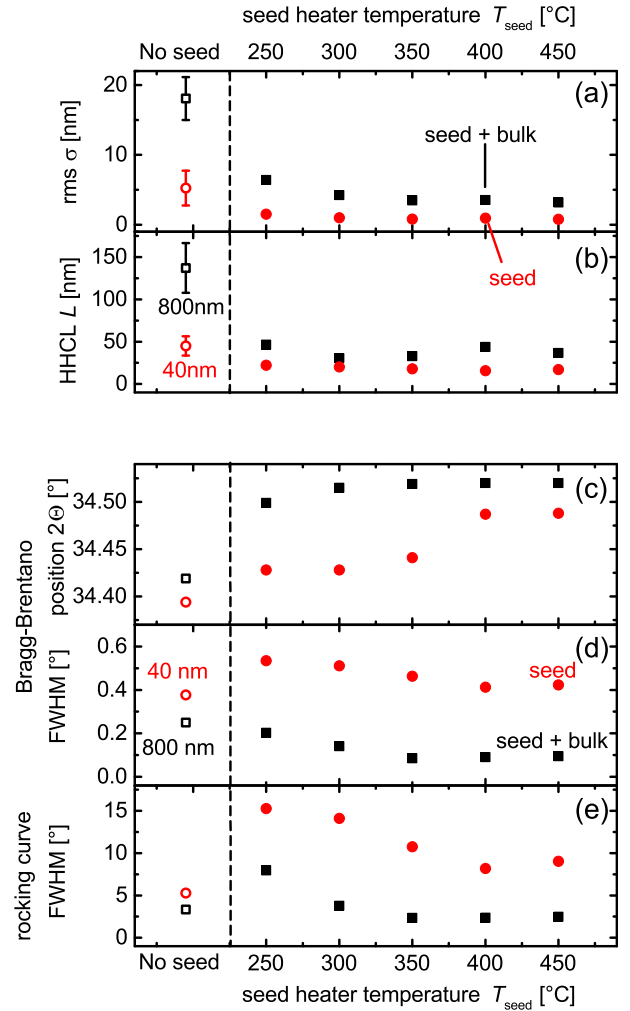 seed heater temperature T_seed [°C]
No seed 250 300 350 400 450
(a)
rms σ [nm]
20
10
0
seed + bulk
(b)
HHCL L [nm]
150
100
50
0
800nm
40nm
seed
(c)
Bragg-Brentano
position 2Θ [°]
34.50
34.45
34.40
(d)
FWHM [°]
0.6
0.4
0.2
0.0
40 nm
800 nm
seed
seed + bulk
(e)
rocking curve
FWHM [°]
15
10
5
0
No seed 250 300 350 400 450
seed heater temperature T_seed [°C]